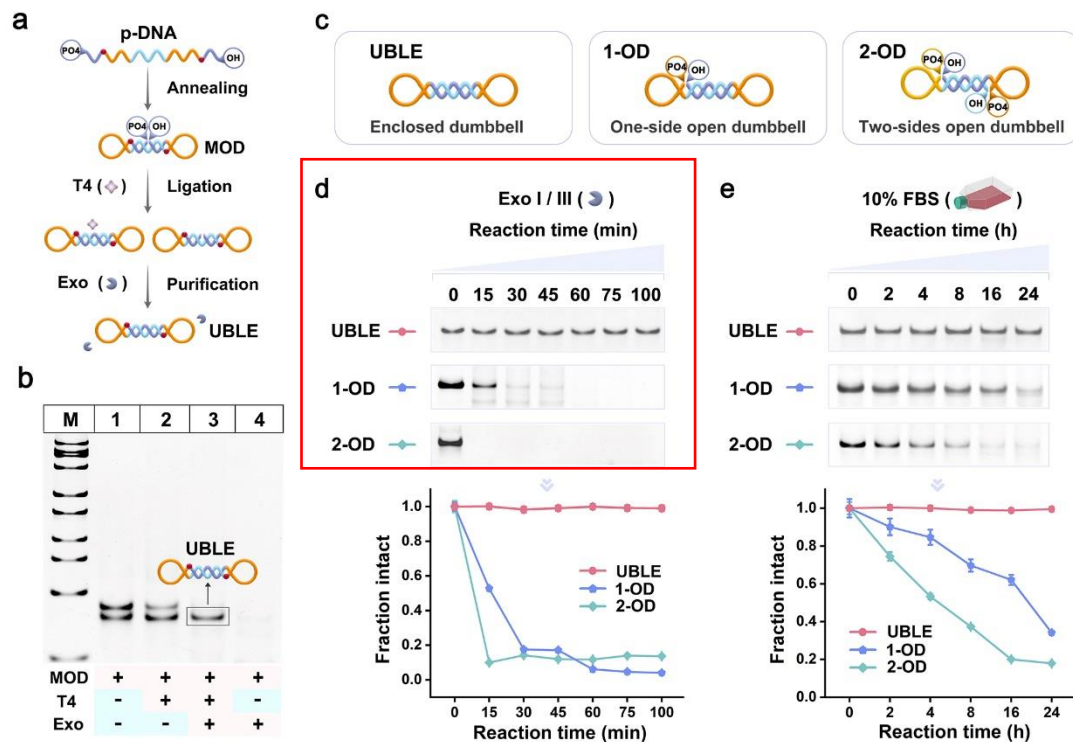 a
p-DNA
PO4
OH
Annealing
PO4 OH
MOD
T4 ( )
Ligation
Exo ( )
Purification
UBLE
b
M 1 2 3 4
UBLE
MOD + + + +
T4 - + + -
Exo - - + +
c
UBLE
Enclosed dumbbell
1-OD
PO4 OH
One-side open dumbbell
2-OD
PO4 OH
OH PO4
Two-sides open dumbbell
d
Exo I / III ( )
Reaction time (min)
0 15 30 45 60 75 100
UBLE
1-OD
2-OD
Fraction intact
1.0
0.8
0.6
0.4
0.2
0.0
UBLE
1-OD
2-OD
0 15 30 45 60 75 100
Reaction time (min)
e
10% FBS ( )
Reaction time (h)
0 2 4 8 16 24
UBLE
1-OD
2-OD
Fraction intact
1.0
0.8
0.6
0.4
0.2
0.0
UBLE
1-OD
2-OD
0 2 4 8 16 24
Reaction time (h)